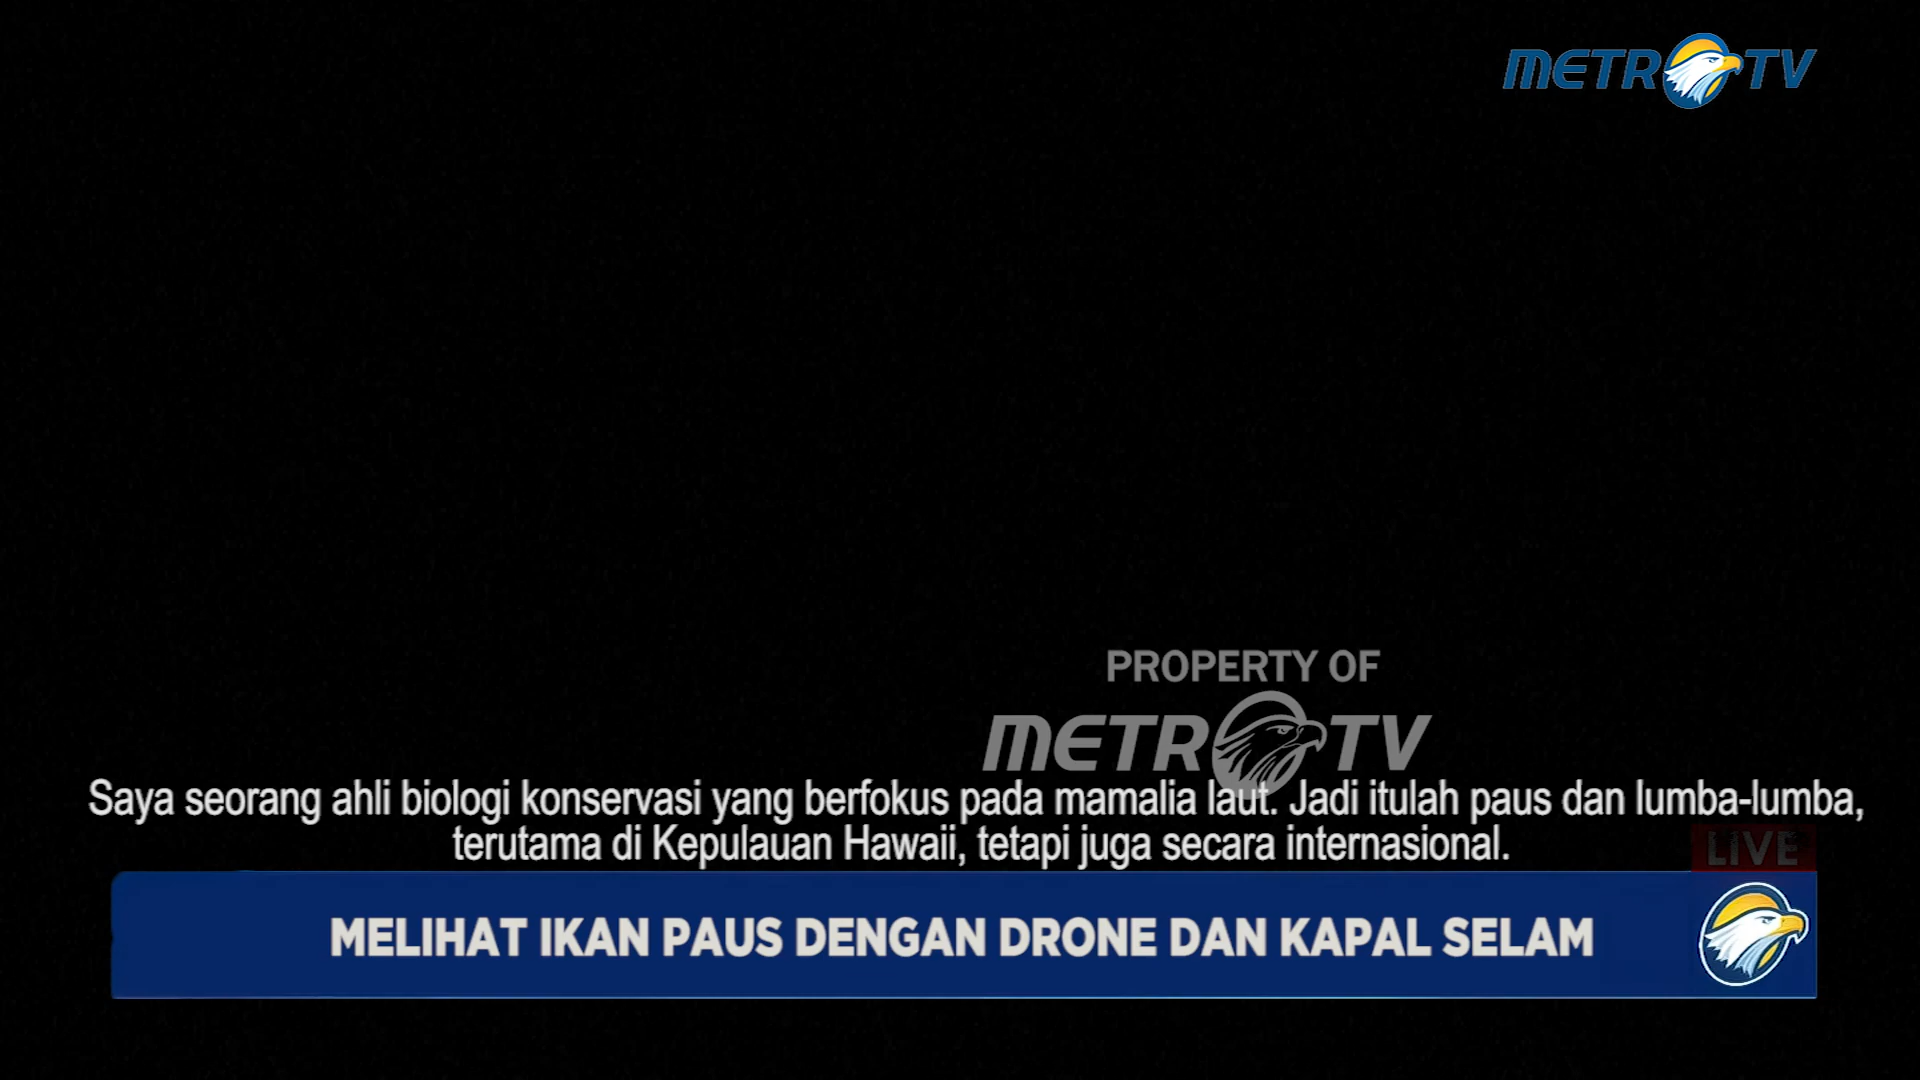 METRO TV
PROPERTY OF
METRO TV
Saya seorang ahli biologi konservasi yang berfokus pada mamalia laut. Jadi itulah paus dan lumba-lumba,
terutama di Kepulauan Hawaii, tetapi juga secara internasional.
LIVE
MELIHAT IKAN PAUS DENGAN DRONE DAN KAPAL SELAM